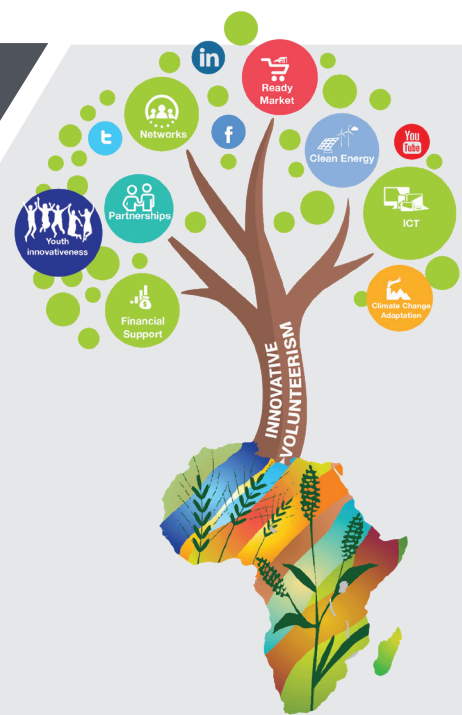 in
Ready
Market
Networks
t
f
Clean Energy
You
Tube
Partnerships
ICT
Youth
innovativeness
Financial
Support
Climate Change
Adaptation
INNOVATIVE
VOLUNTEERISM